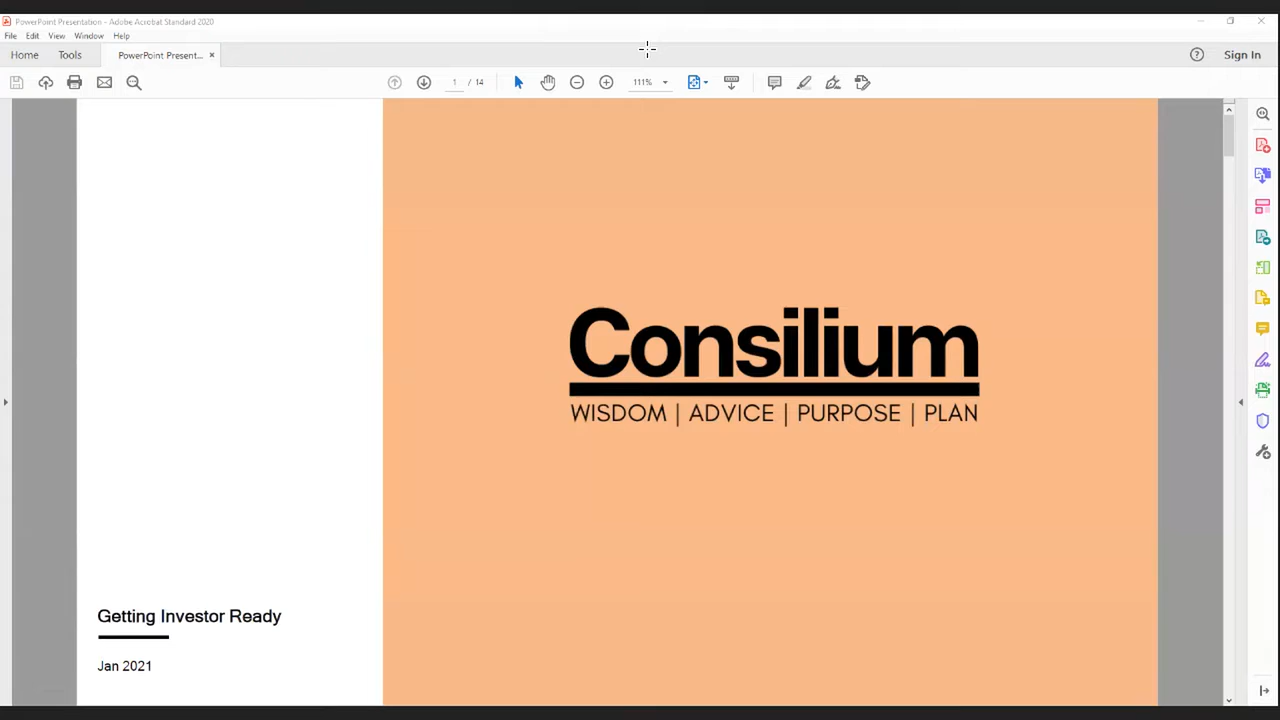 PowerPoint Presentation - Adobe Acrobat Standard 2020
File Edit View Window Help
Home Tools PowerPoint Present... × Sign In
1 / 14 111%
Consilium
WISDOM | ADVICE | PURPOSE | PLAN
Getting Investor Ready
Jan 2021